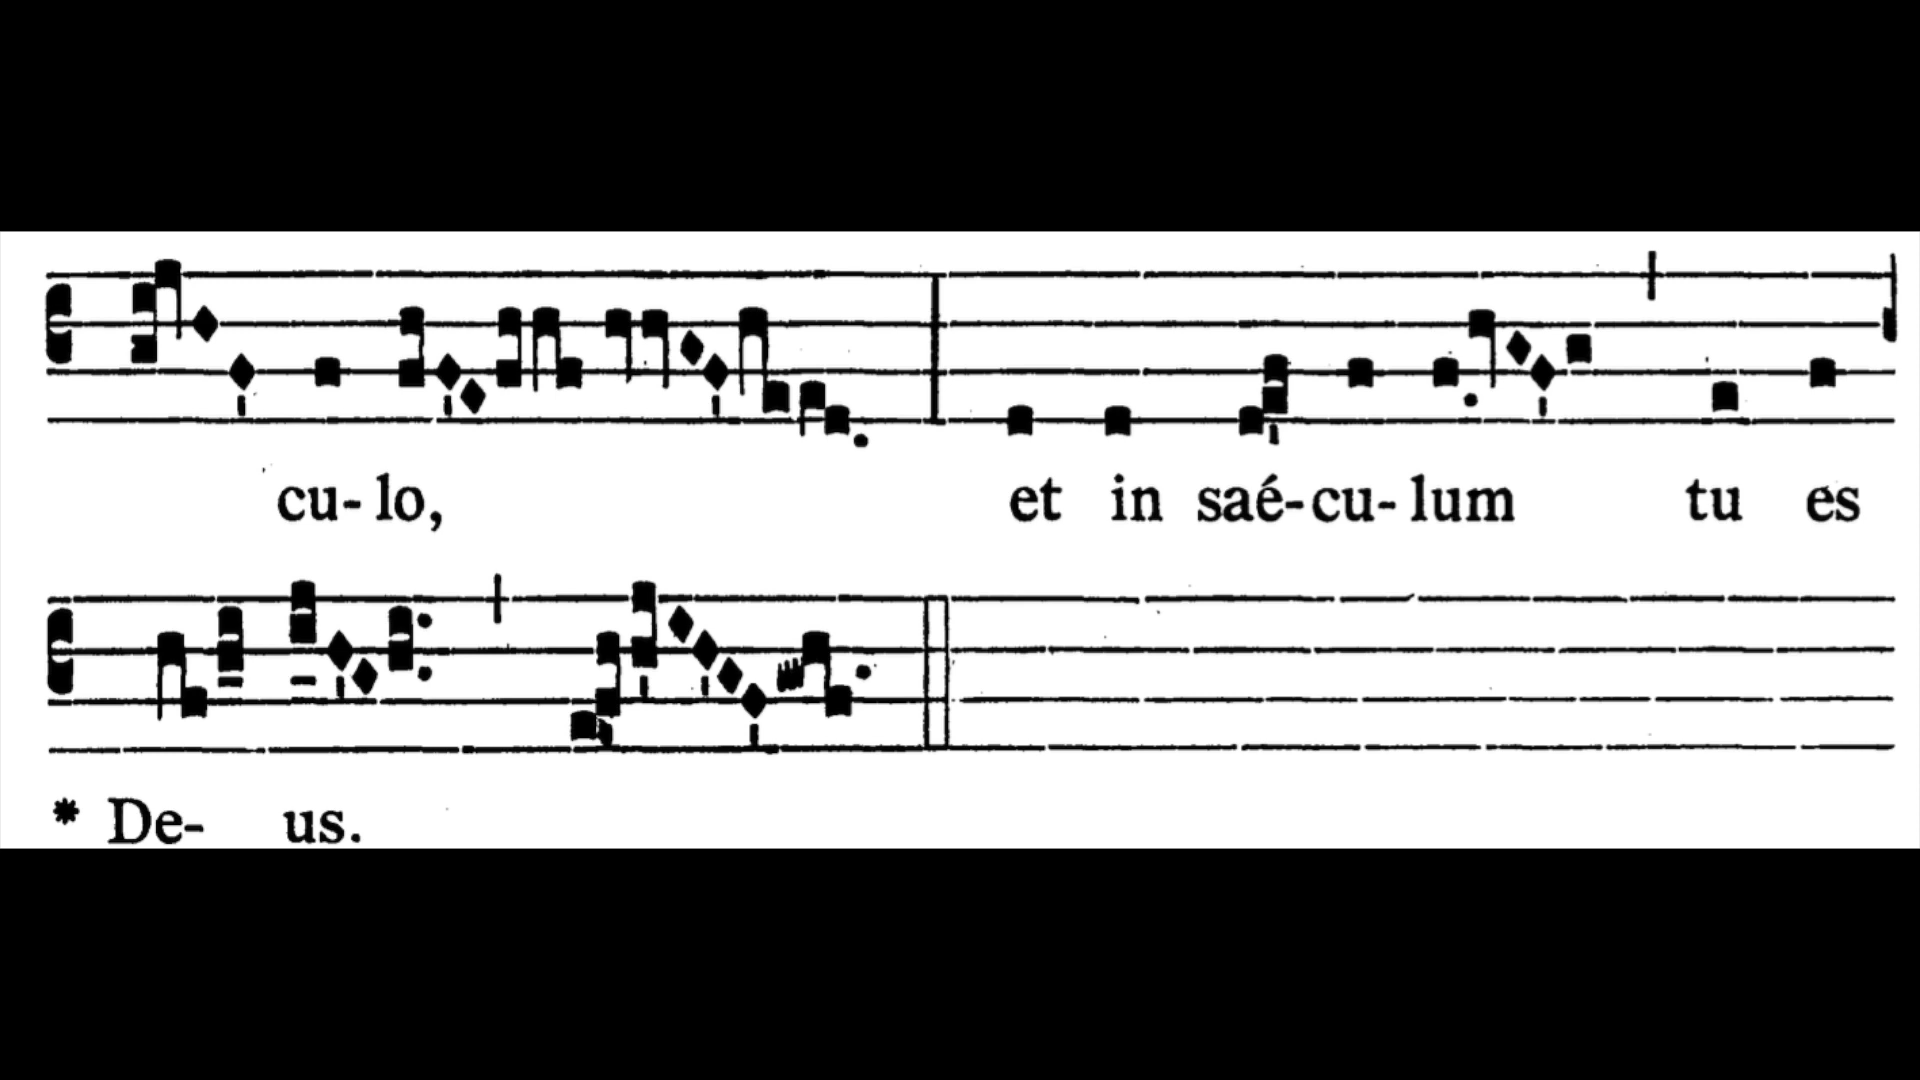 cu- lo, et in saé- cu- lum tu es
* De- us.